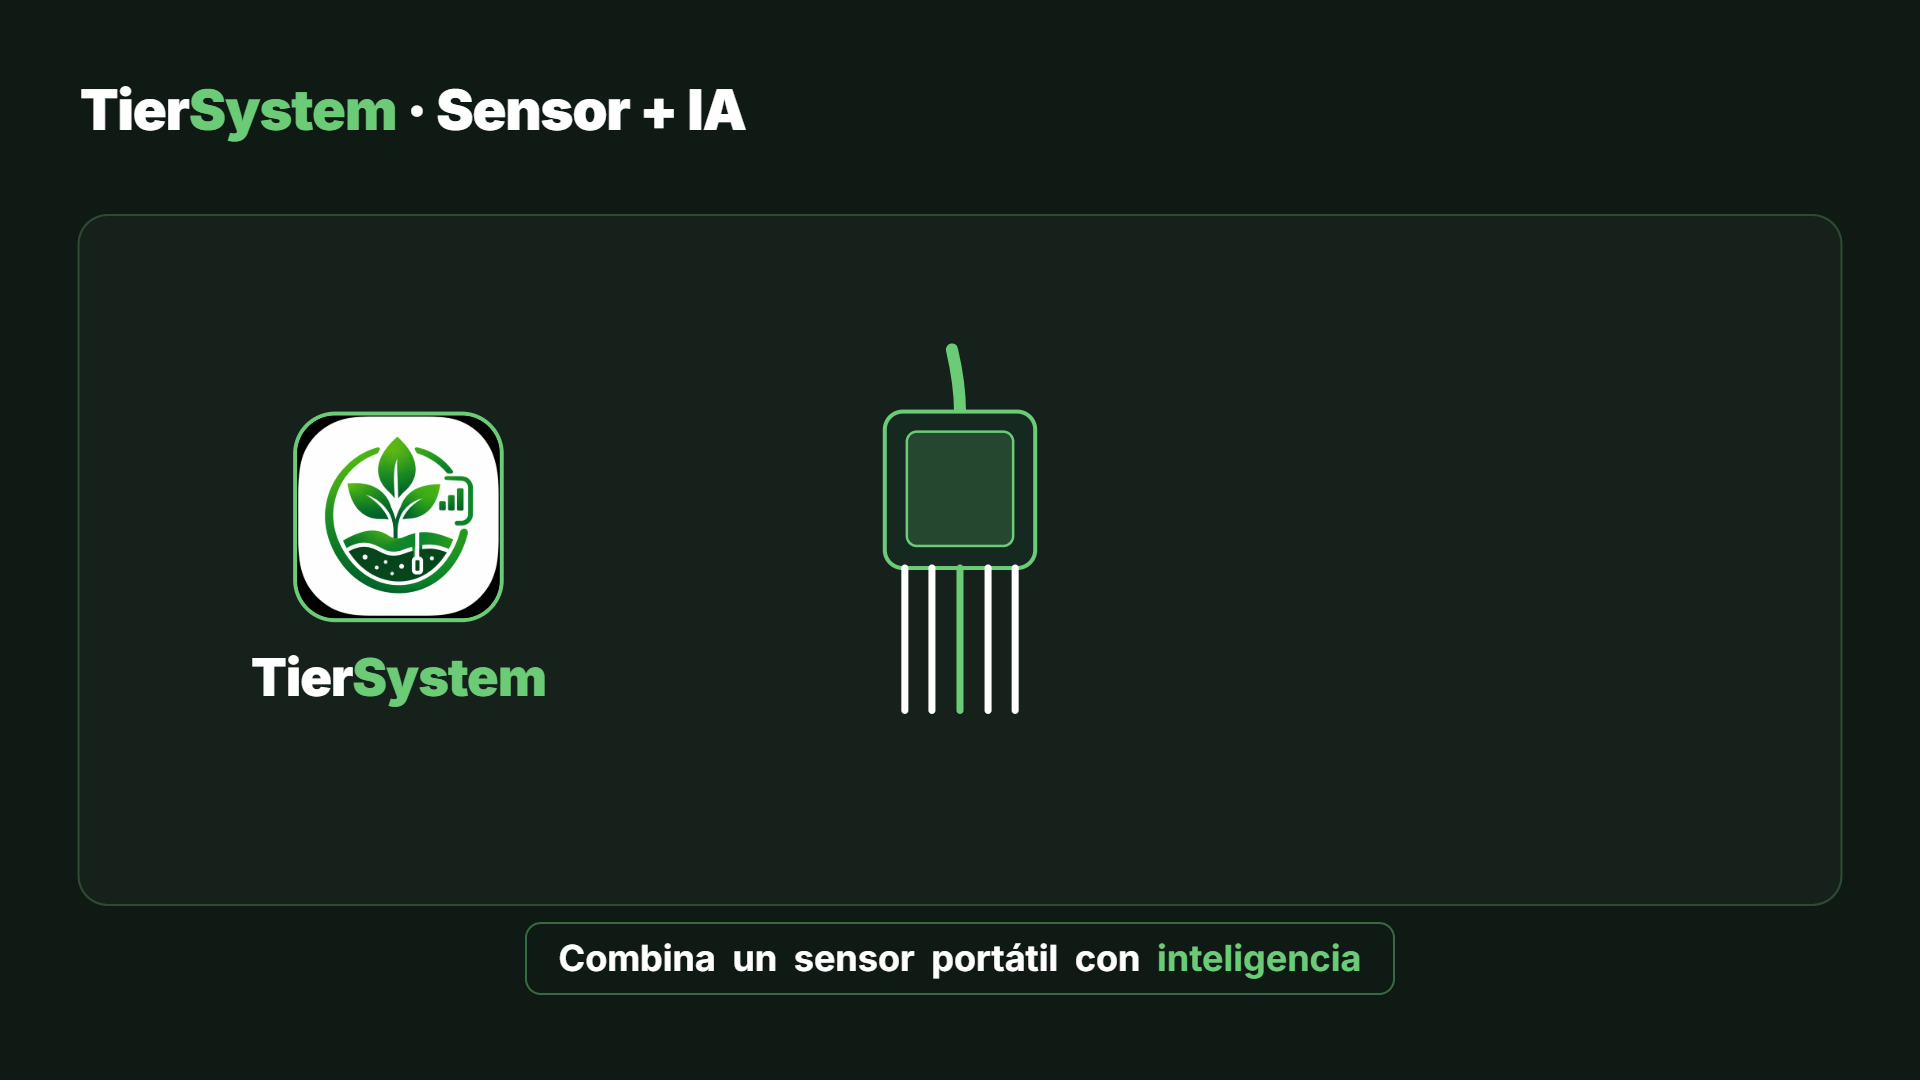 TierSystem · Sensor + IA
TierSystem
Combina un sensor portátil con inteligencia